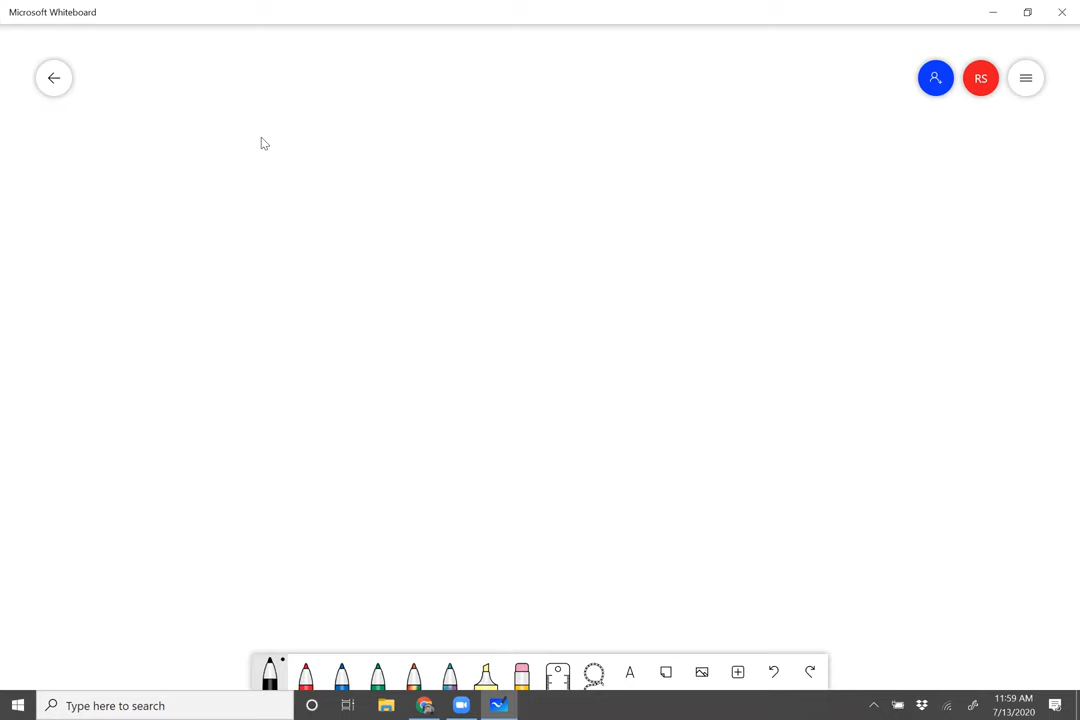 Microsoft Whiteboard
RS
A
Type here to search
11:59 AM
7/13/2020